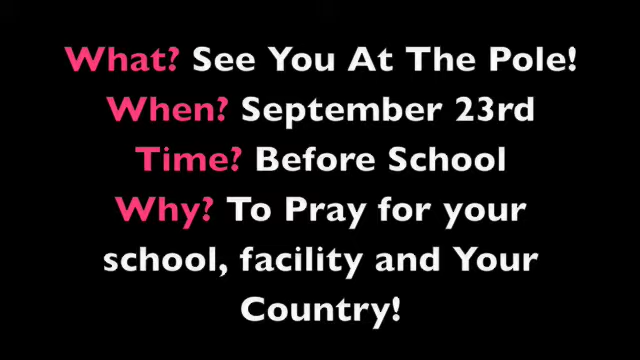 What? See You At The Pole!
When? September 23rd
Time? Before School
Why? To Pray for your
school, facility and Your
Country!